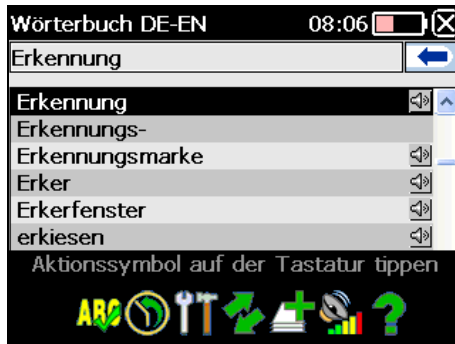 Wörterbuch DE-EN 08:06
Erkennung
Erkennung
Erkennungs-
Erkennungsmarke
Erker
Erkerfenster
erkiesen
Aktionssymbol auf der Tastatur tippen
ABC